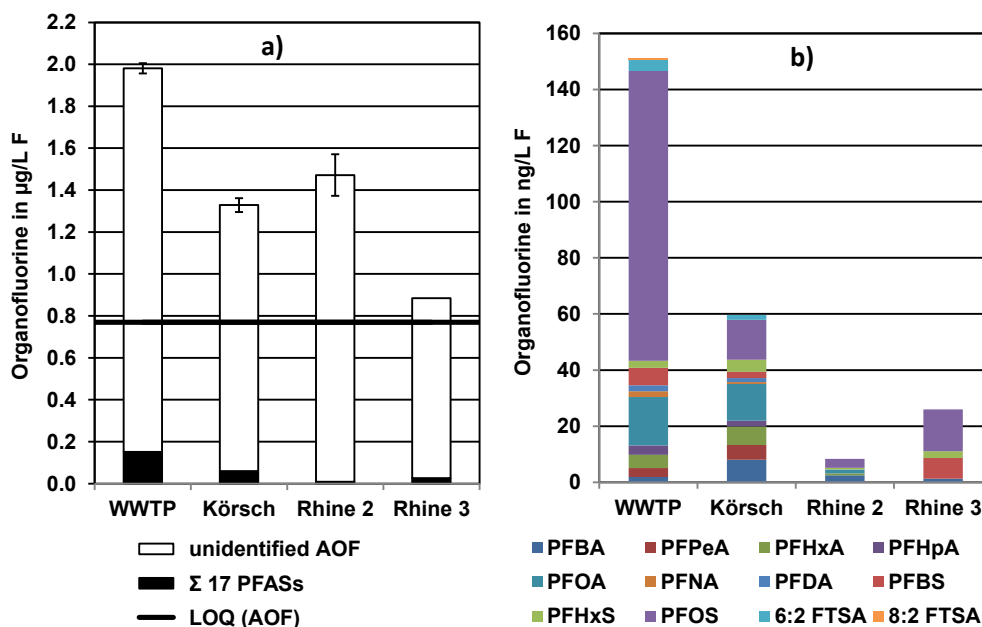 a)
Organofluorine in µg/L F
2.2
2.0
1.8
1.6
1.4
1.2
1.0
0.8
0.6
0.4
0.2
0.0
WWTP Körsch Rhine 2 Rhine 3
unidentified AOF
Σ 17 PFASs
LOQ (AOF)
b)
Organofluorine in ng/L F
160
140
120
100
80
60
40
20
0
WWTP Körsch Rhine 2 Rhine 3
PFBA PFPeA PFHxA PFHpA
PFOA PFNA PFDA PFBS
PFHxS PFOS 6:2 FTSA 8:2 FTSA